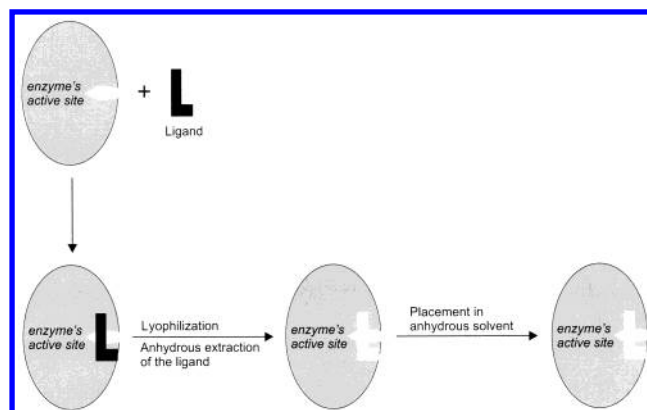 enzyme's
active site
+
L
Ligand
enzyme's
active site
L
Lyophilization
Anhydrous extraction
of the ligand
enzyme's
active site
Placement in
anhydrous solvent
enzyme's
active site